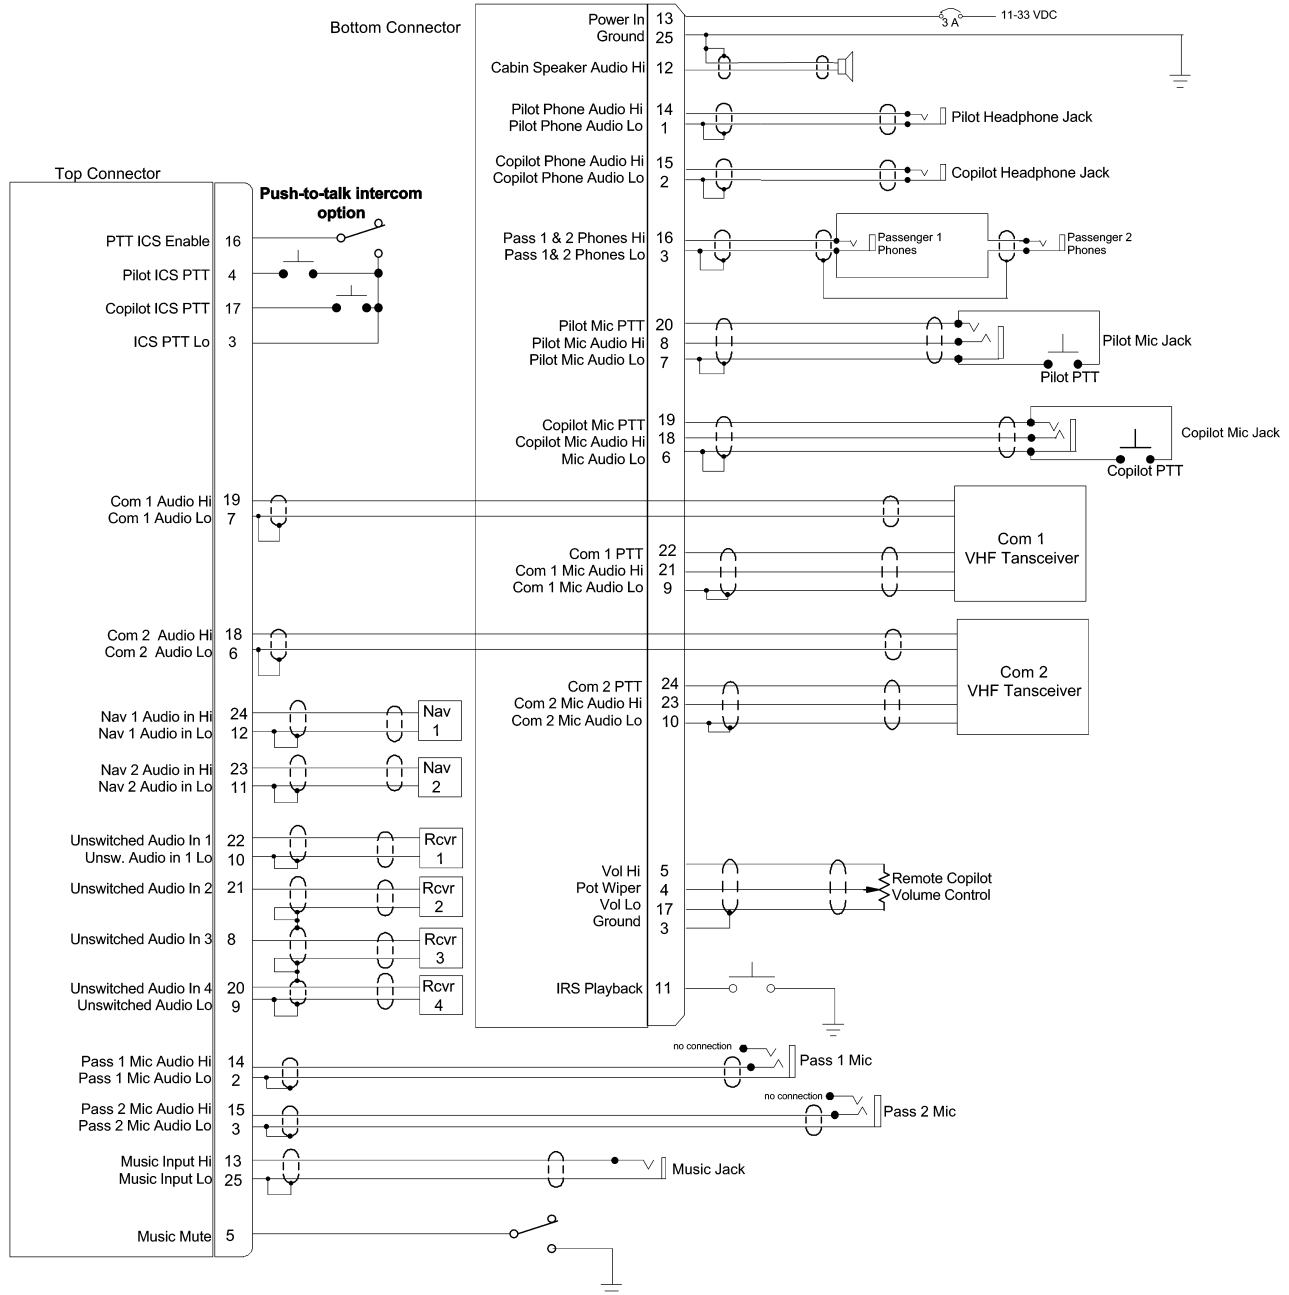 Bottom Connector
Power In 13
Ground 25
3 A
11-33 VDC
Cabin Speaker Audio Hi 12
Pilot Phone Audio Hi 14
Pilot Phone Audio Lo 1
Pilot Headphone Jack
Copilot Phone Audio Hi 15
Copilot Phone Audio Lo 2
Copilot Headphone Jack
Pass 1 & 2 Phones Hi 16
Pass 1& 2 Phones Lo 3
Passenger 1
Phones
Passenger 2
Phones
Pilot Mic PTT 20
Pilot Mic Audio Hi 8
Pilot Mic Audio Lo 7
Pilot Mic Jack
Pilot PTT
Copilot Mic PTT 19
Copilot Mic Audio Hi 18
Mic Audio Lo 6
Copilot Mic Jack
Copilot PTT
Com 1 PTT 22
Com 1 Mic Audio Hi 21
Com 1 Mic Audio Lo 9
Com 1
VHF Tansceiver
Com 2 PTT 24
Com 2 Mic Audio Hi 23
Com 2 Mic Audio Lo 10
Com 2
VHF Tansceiver
Vol Hi 5
Pot Wiper 4
Vol Lo 17
Ground 3
Remote Copilot
Volume Control
IRS Playback 11
Top Connector
Push-to-talk intercom
option
PTT ICS Enable 16
Pilot ICS PTT 4
Copilot ICS PTT 17
ICS PTT Lo 3
Com 1 Audio Hi 19
Com 1 Audio Lo 7
Com 2 Audio Hi 18
Com 2 Audio Lo 6
Nav 1 Audio in Hi 24
Nav 1 Audio in Lo 12
Nav
1
Nav 2 Audio in Hi 23
Nav 2 Audio in Lo 11
Nav
2
Unswitched Audio In 1 22
Unsw. Audio in 1 Lo 10
Rcvr
1
Unswitched Audio In 2 21
Rcvr
2
Unswitched Audio In 3 8
Rcvr
3
Unswitched Audio In 4 20
Unswitched Audio Lo 9
Rcvr
4
Pass 1 Mic Audio Hi 14
Pass 1 Mic Audio Lo 2
no connection
Pass 1 Mic
Pass 2 Mic Audio Hi 15
Pass 2 Mic Audio Lo 3
no connection
Pass 2 Mic
Music Input Hi 13
Music Input Lo 25
Music Jack
Music Mute 5